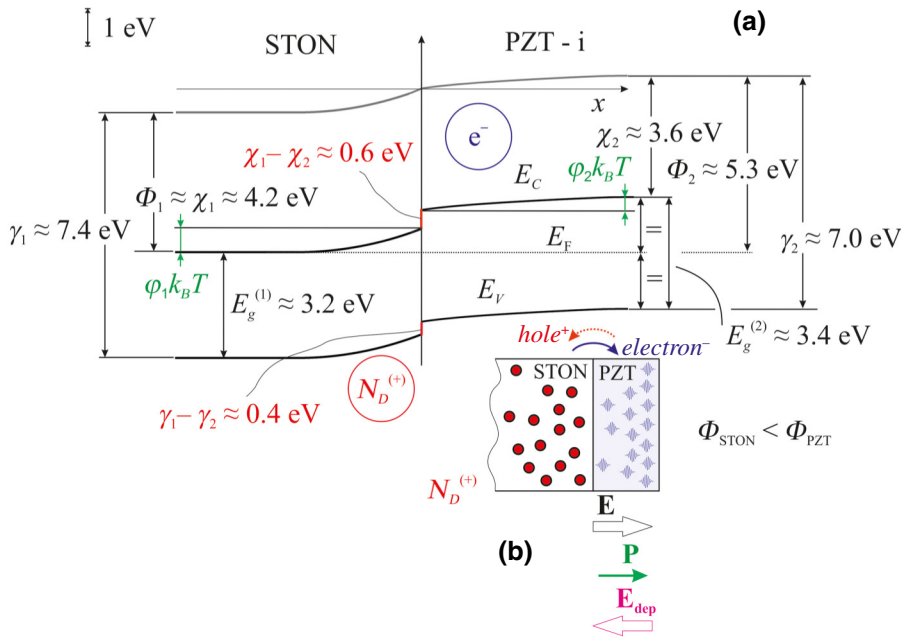 1 eV
STON
PZT - i
(a)
x
e⁻
χ₁– χ₂ ≈ 0.6 eV
χ₂ ≈ 3.6 eV
E_C
φ₂k_BT
Φ₂ ≈ 5.3 eV
Φ₁ ≈ χ₁ ≈ 4.2 eV
γ₁ ≈ 7.4 eV
E_F
=
γ₂ ≈ 7.0 eV
φ₁k_BT
E_g⁽¹⁾ ≈ 3.2 eV
E_V
=
E_g⁽²⁾ ≈ 3.4 eV
hole⁺
electron⁻
STON
PZT
N_D⁽⁺⁾
γ₁– γ₂ ≈ 0.4 eV
Φ_STON < Φ_PZT
N_D⁽⁺⁾
E
(b)
P
E_dep